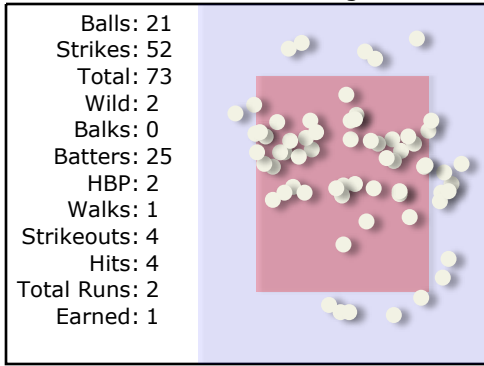 Balls: 21
Strikes: 52
Total: 73
Wild: 2
Balks: 0
Batters: 25
HBP: 2
Walks: 1
Strikeouts: 4
Hits: 4
Total Runs: 2
Earned: 1